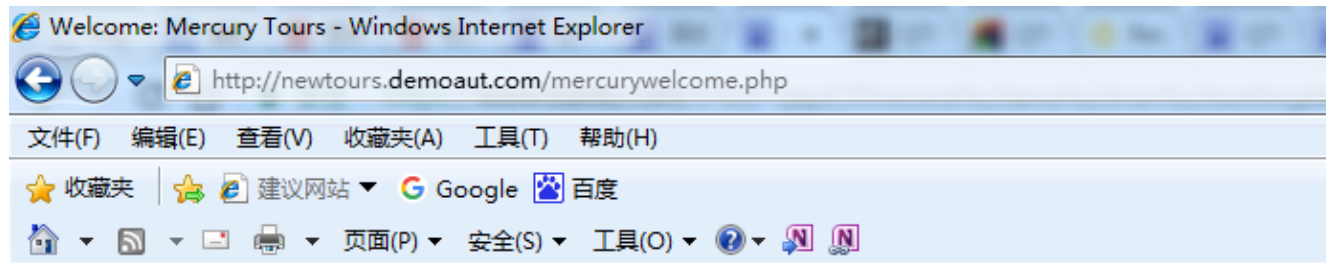 Welcome: Mercury Tours - Windows Internet Explorer
http://newtours.demoaut.com/mercurywelcome.php
文件(F) 编辑(E) 查看(V) 收藏夹(A) 工具(T) 帮助(H)
收藏夹 建议网站 Google 百度
页面(P) 安全(S) 工具(O)